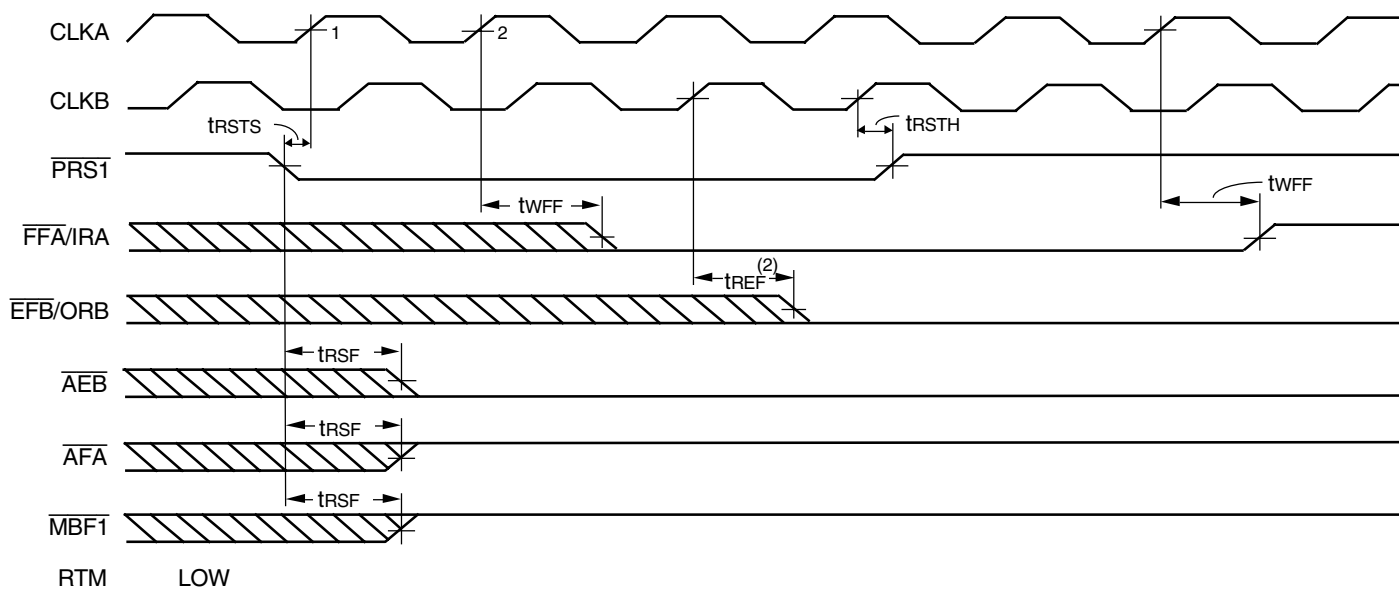 CLKA 1 2
CLKB
tRSTS tRSTH
PRS1
tWFF tWFF
FFA/IRA
tREF(2)
EFB/ORB
tRSF
AEB
tRSF
AFA
tRSF
MBF1
RTM LOW